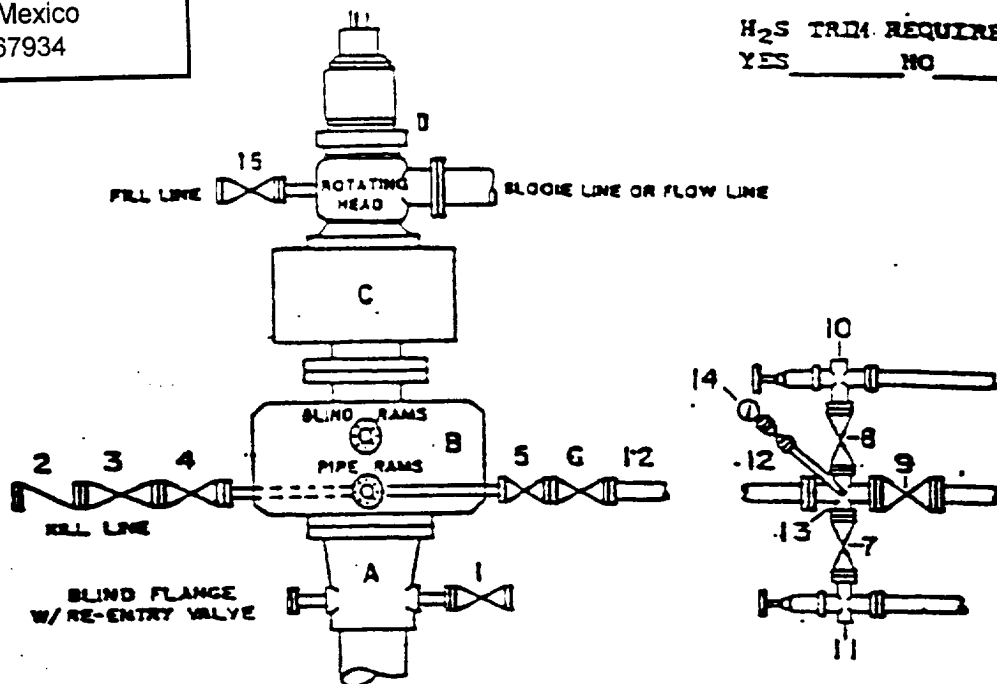 Mexico
67934
H₂S TRIM REQUIRE
YES NO
D
15
FILL LINE
ROTATING
HEAD
BLOOIE LINE OR FLOW LINE
C
BLIND RAMS
B
PIPE RAMS
2 3 4
5 6 12
KILL LINE
A
1
BLIND FLANGE
W/ RE-ENTRY VALVE
10
14
8
12
9
13
7
11